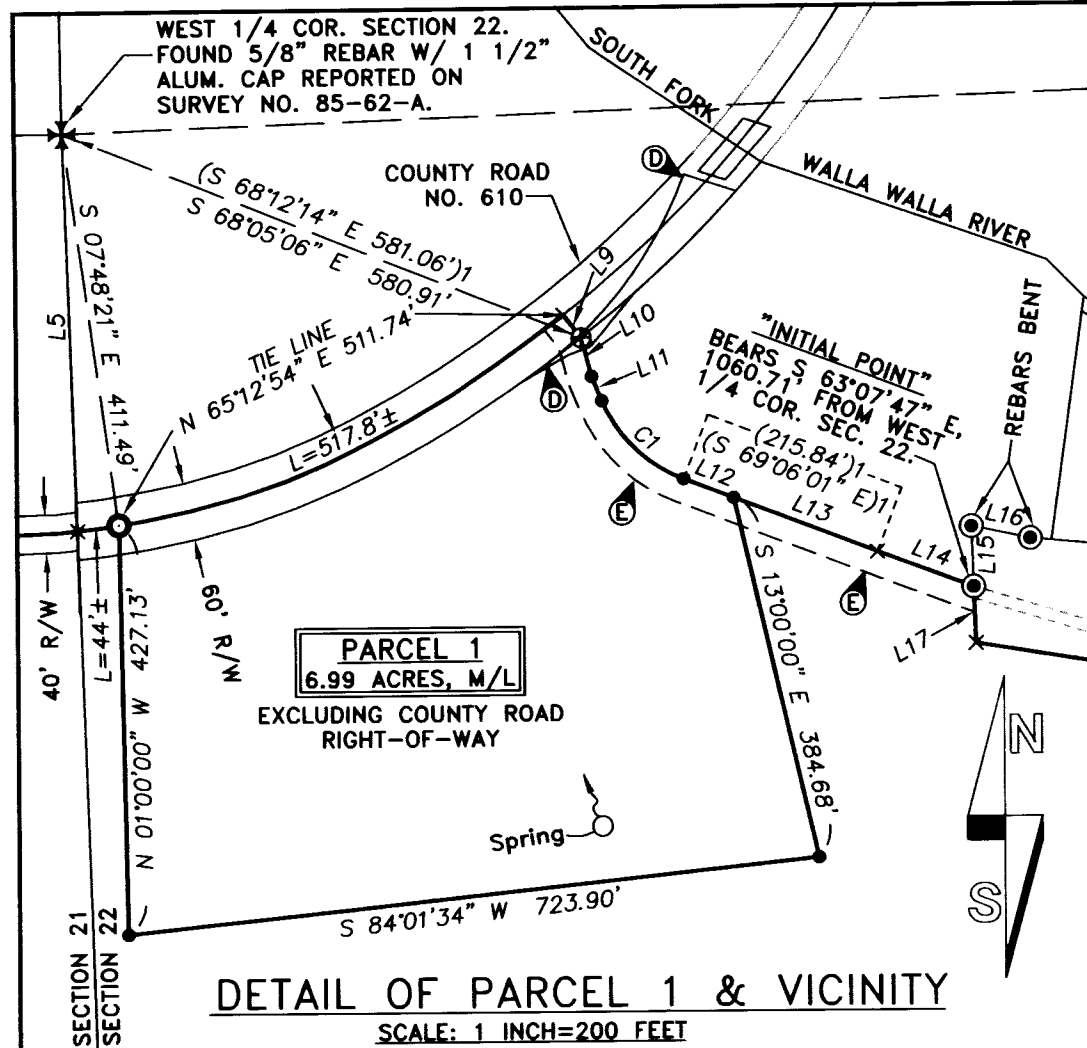 WEST 1/4 COR. SECTION 22.
FOUND 5/8" REBAR W/ 1 1/2"
ALUM. CAP REPORTED ON
SURVEY NO. 85-62-A.
SOUTH FORK
WALLA WALLA RIVER
D
COUNTY ROAD
NO. 610
(S 68°12'14" E 581.06')1
S 68°05'06" E 580.91'
S 07°48'21" E 411.49'
L5
TIE LINE
N 65°12'54" E 511.74'
L=517.8'±
L9
L10
L11
D
C1
"INITIAL POINT"
BEARS S 63°07'47" E,
1060.71' FROM WEST
1/4 COR. SEC. 22.
REBARS BENT
(215.84')1
(S 69°06'01" E)1
L12
L13
L14
L15
L16
L17
E
E
40' R/W
L=44'±
N 01°00'00" W 427.13'
60' R/W
S 13°00'00" E 384.68'
PARCEL 1
6.99 ACRES, M/L
EXCLUDING COUNTY ROAD
RIGHT-OF-WAY
Spring
S 84°01'34" W 723.90'
N
S
SECTION 21
SECTION 22
DETAIL OF PARCEL 1 & VICINITY
SCALE: 1 INCH=200 FEET